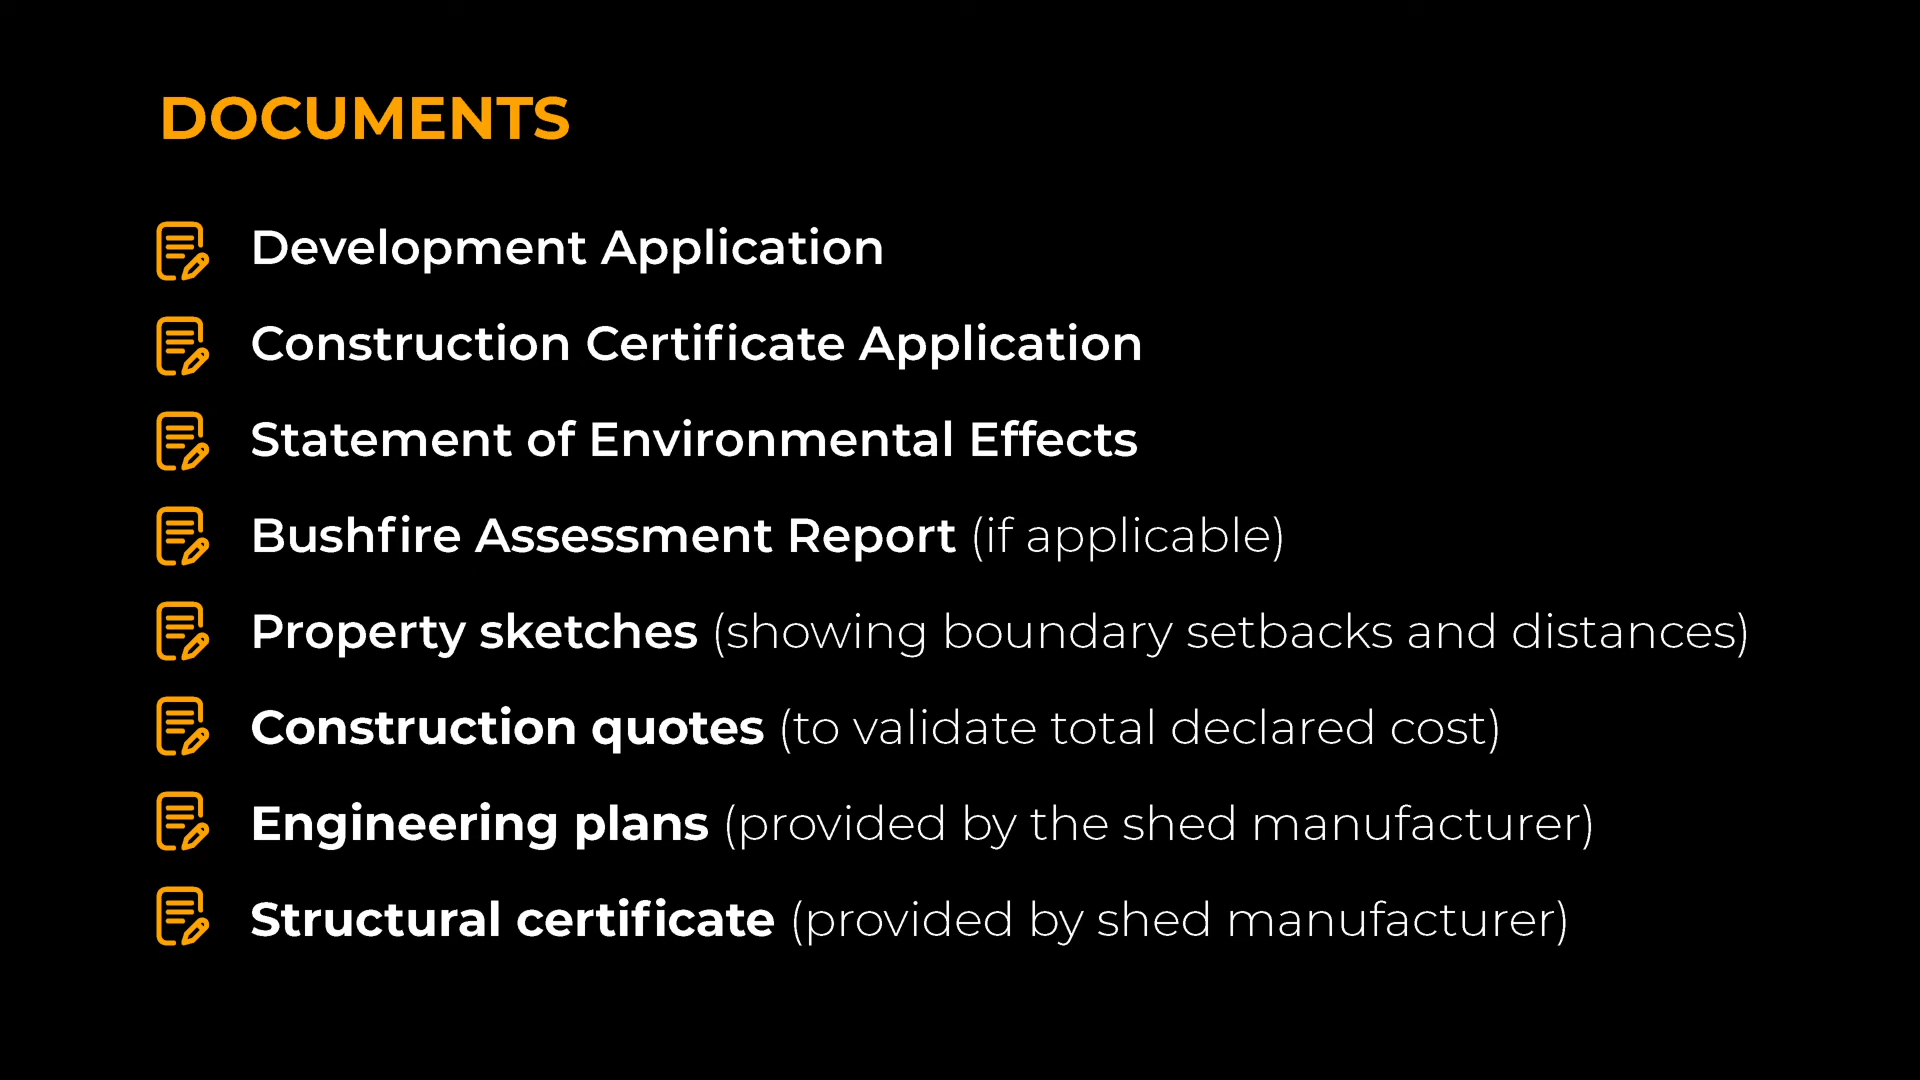 DOCUMENTS
Development Application
Construction Certificate Application
Statement of Environmental Effects
Bushfire Assessment Report (if applicable)
Property sketches (showing boundary setbacks and distances)
Construction quotes (to validate total declared cost)
Engineering plans (provided by the shed manufacturer)
Structural certificate (provided by shed manufacturer)